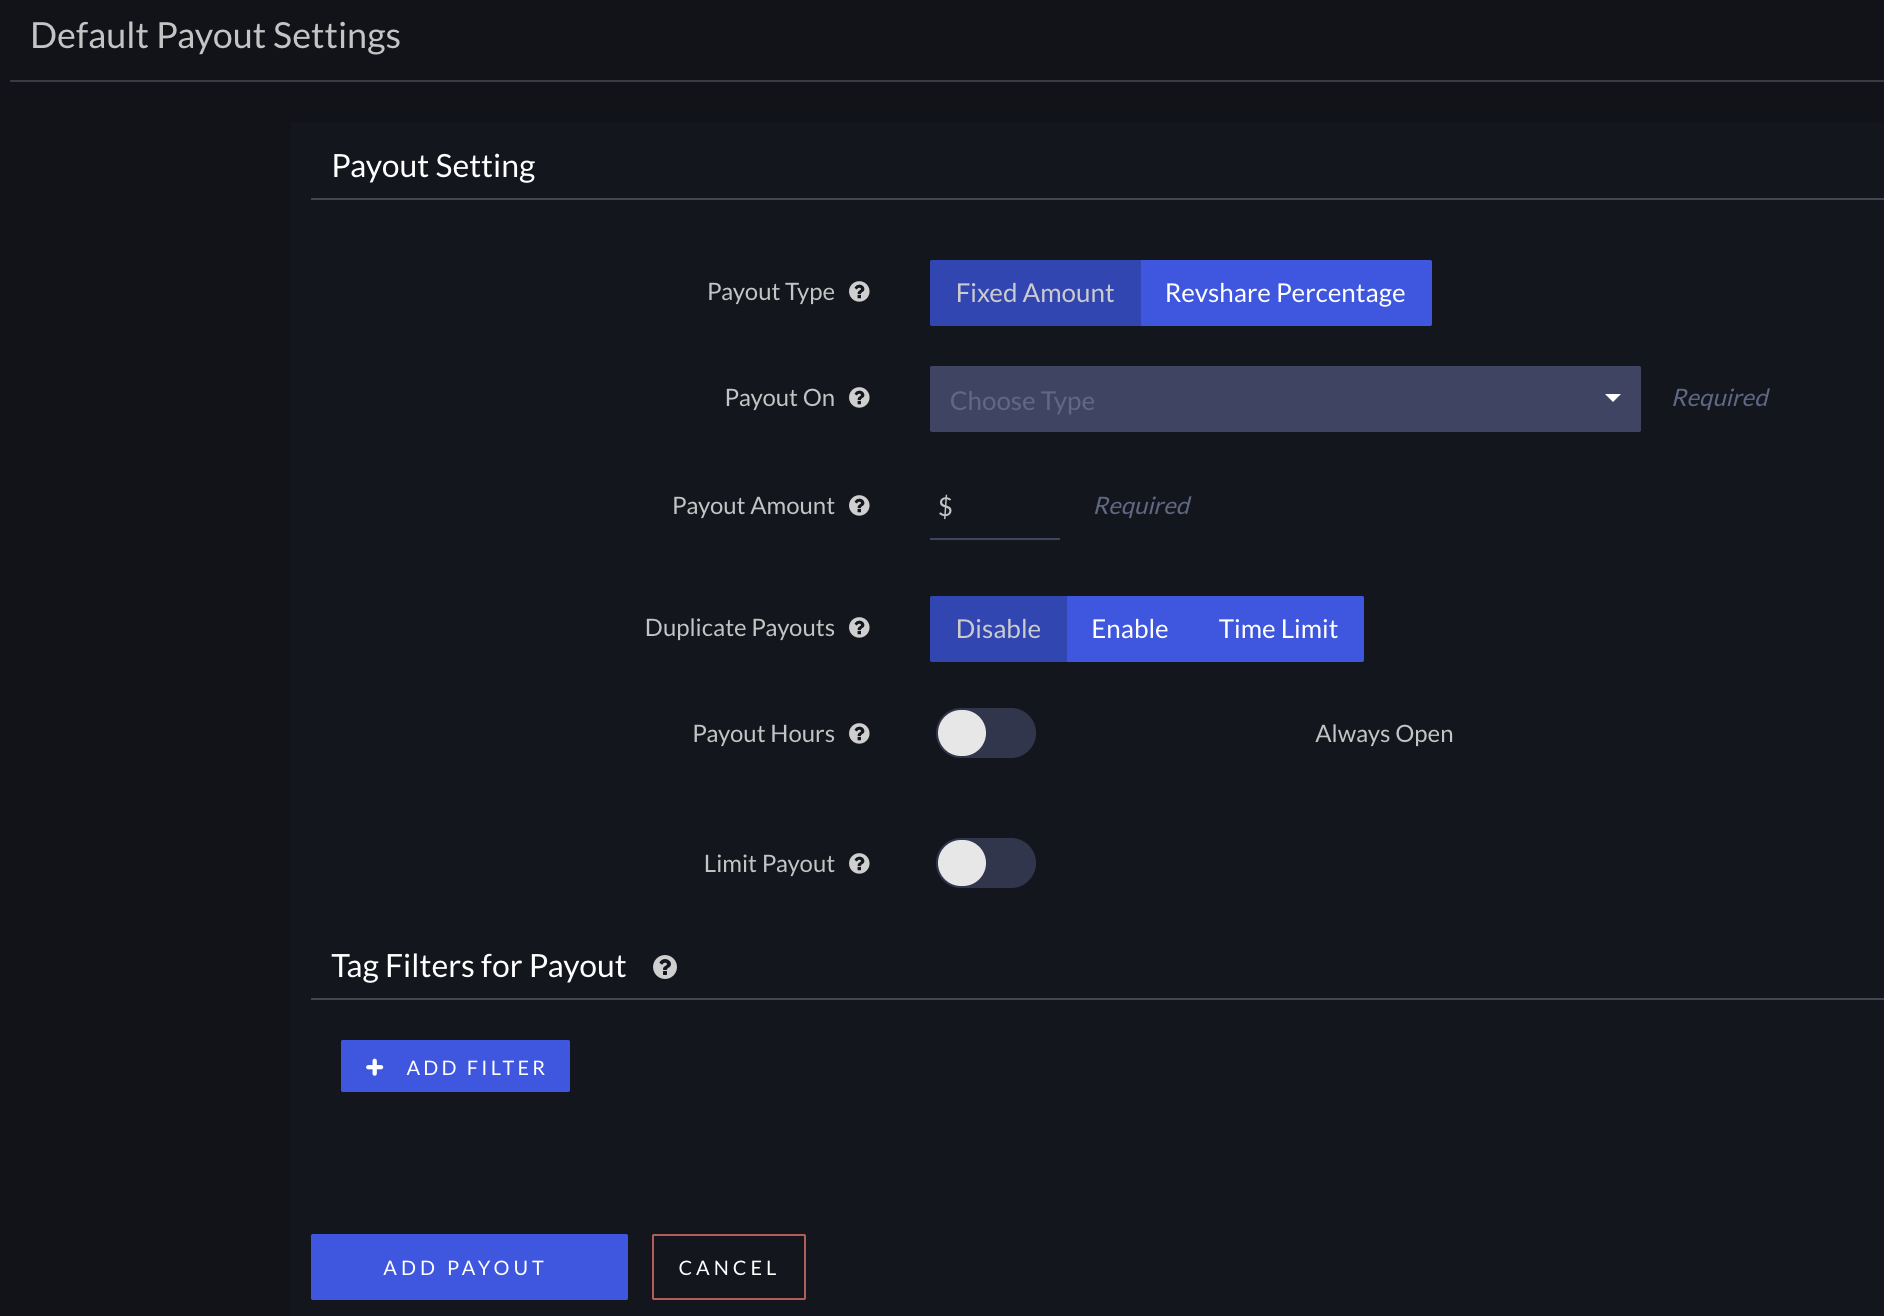 Default Payout Settings
Payout Setting
Payout Type ? Fixed Amount Revshare Percentage
Payout On ? Choose Type Required
Payout Amount ? $ Required
Duplicate Payouts ? Disable Enable Time Limit
Payout Hours ? Always Open
Limit Payout ?
Tag Filters for Payout ?
+ ADD FILTER
ADD PAYOUT CANCEL